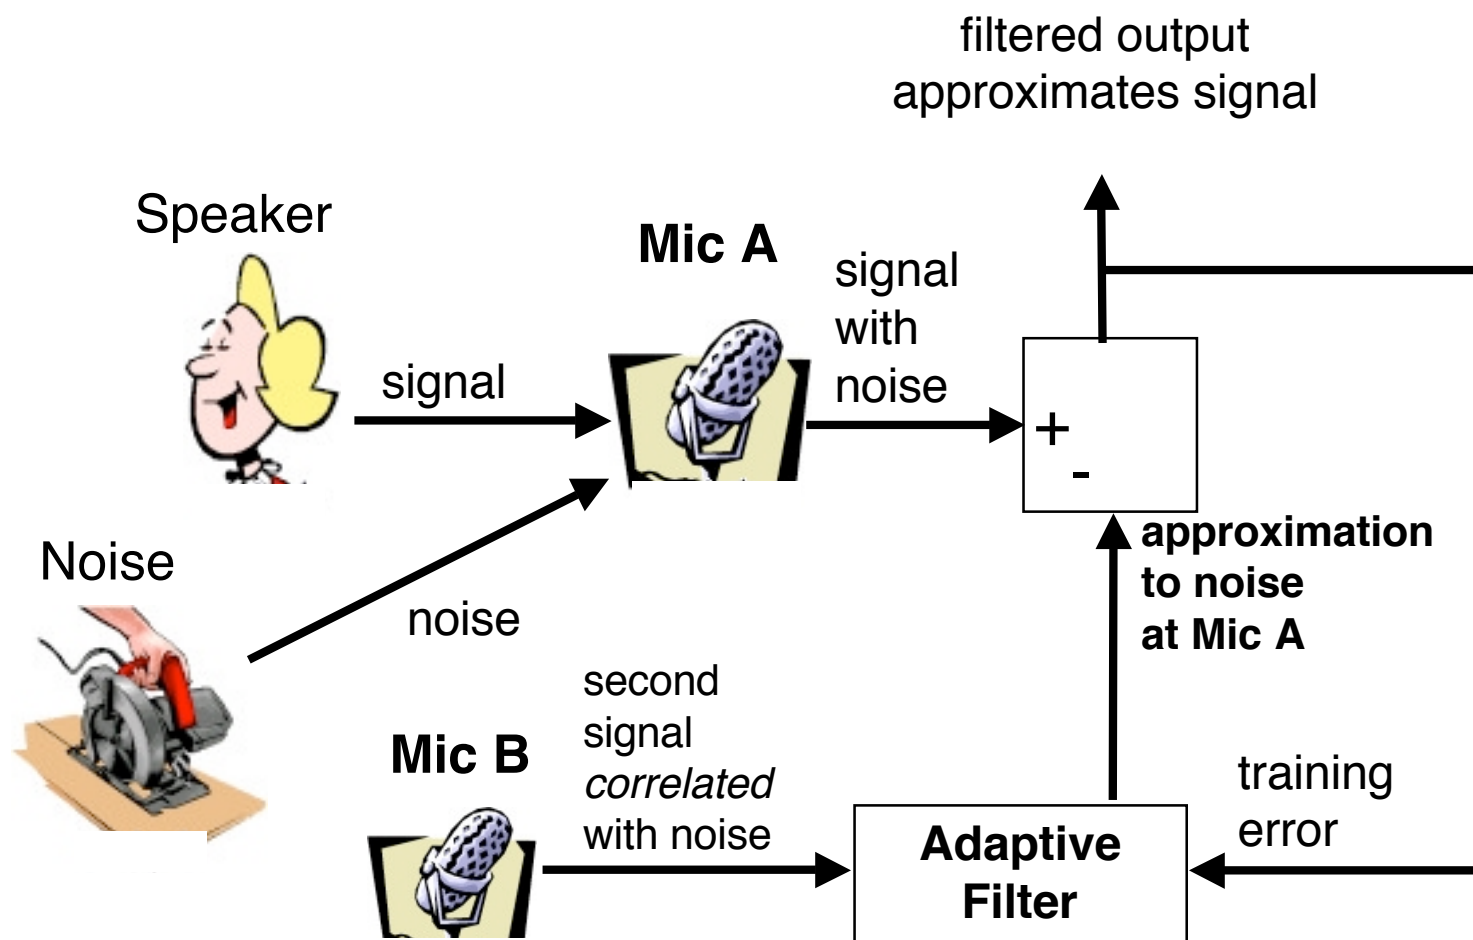 filtered output
approximates signal
Speaker
Mic A
signal
with
noise
signal
+
-
approximation
to noise
at Mic A
Noise
noise
second
signal
correlated
with noise
Mic B
training
error
Adaptive
Filter